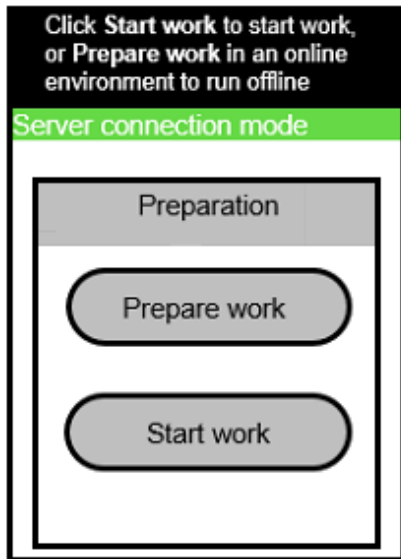 Click Start work to start work,
or Prepare work in an online
environment to run offline
Server connection mode
Preparation
Prepare work
Start work